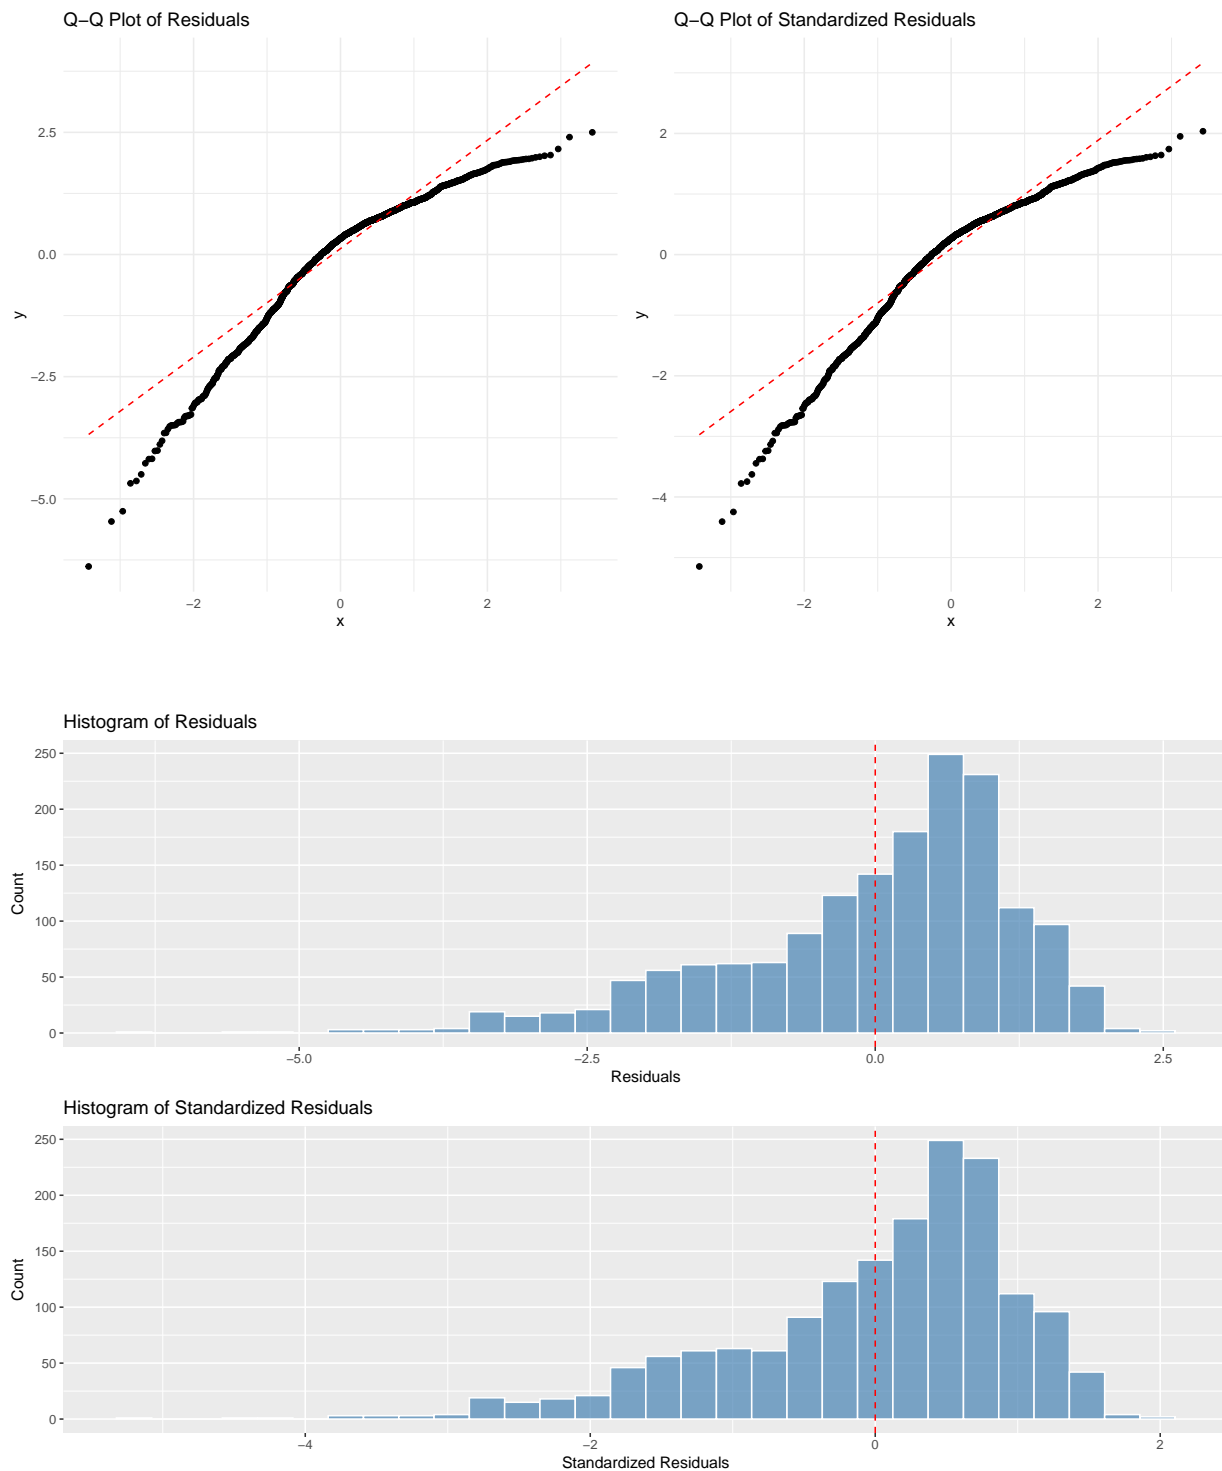 Q−Q Plot of Residuals
2.5
0.0
−2.5
−5.0
y
−2 0 2
x
Q−Q Plot of Standardized Residuals
2
0
−2
−4
y
−2 0 2
x
Histogram of Residuals
250
200
150
100
50
0
Count
−5.0 −2.5 0.0 2.5
Residuals
Histogram of Standardized Residuals
250
200
150
100
50
0
Count
−4 −2 0 2
Standardized Residuals